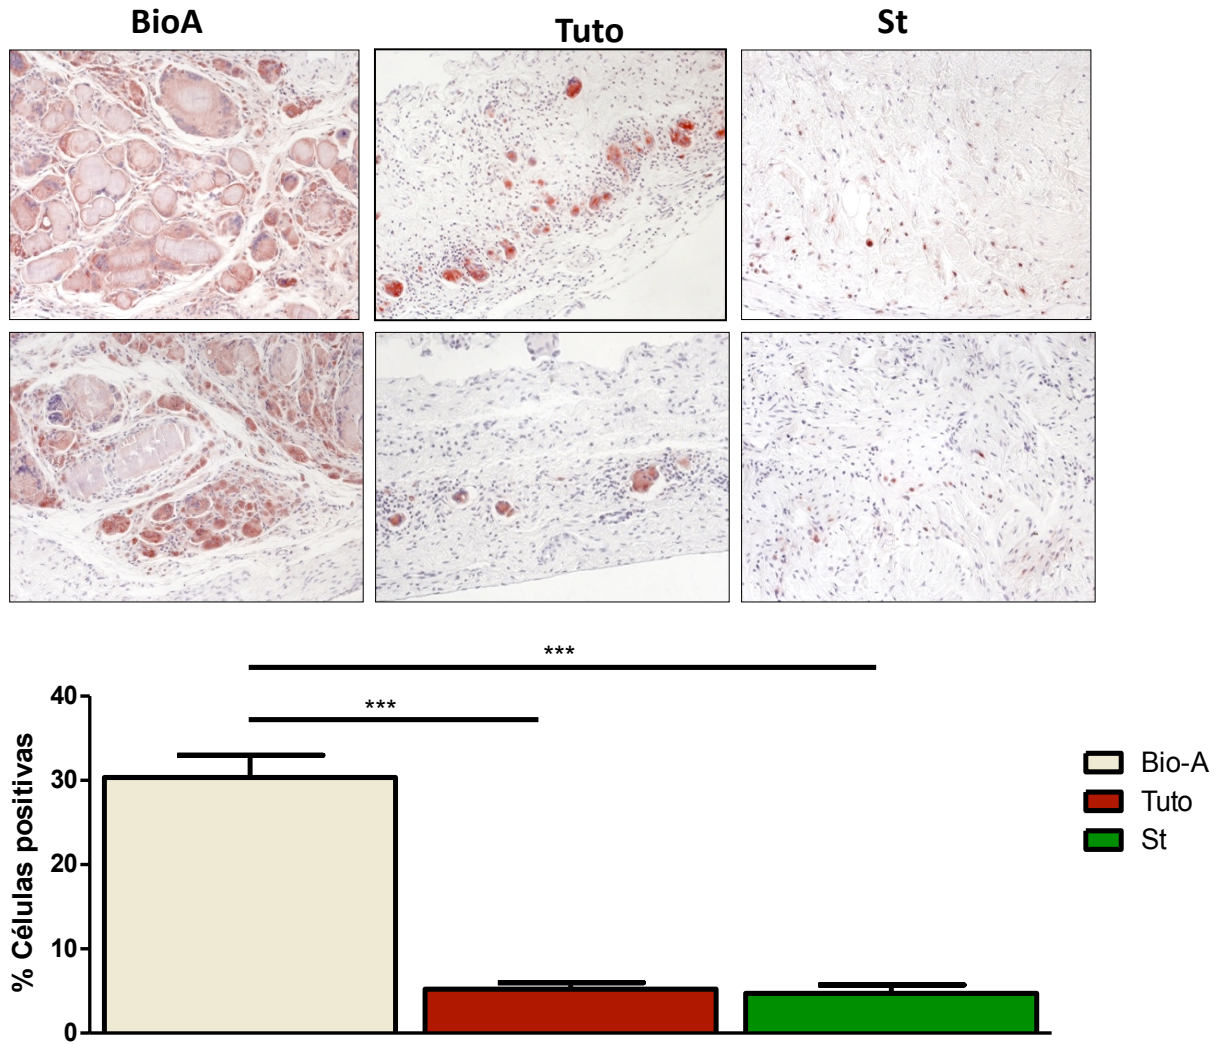 BioA
Tuto
St
***
***
% Células positivas
40
30
20
10
0
Bio-A
Tuto
St